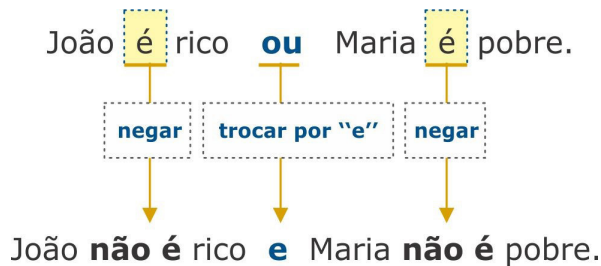 João é rico ou Maria é pobre.
negar trocar por ‘‘e’’ negar
João não é rico e Maria não é pobre.